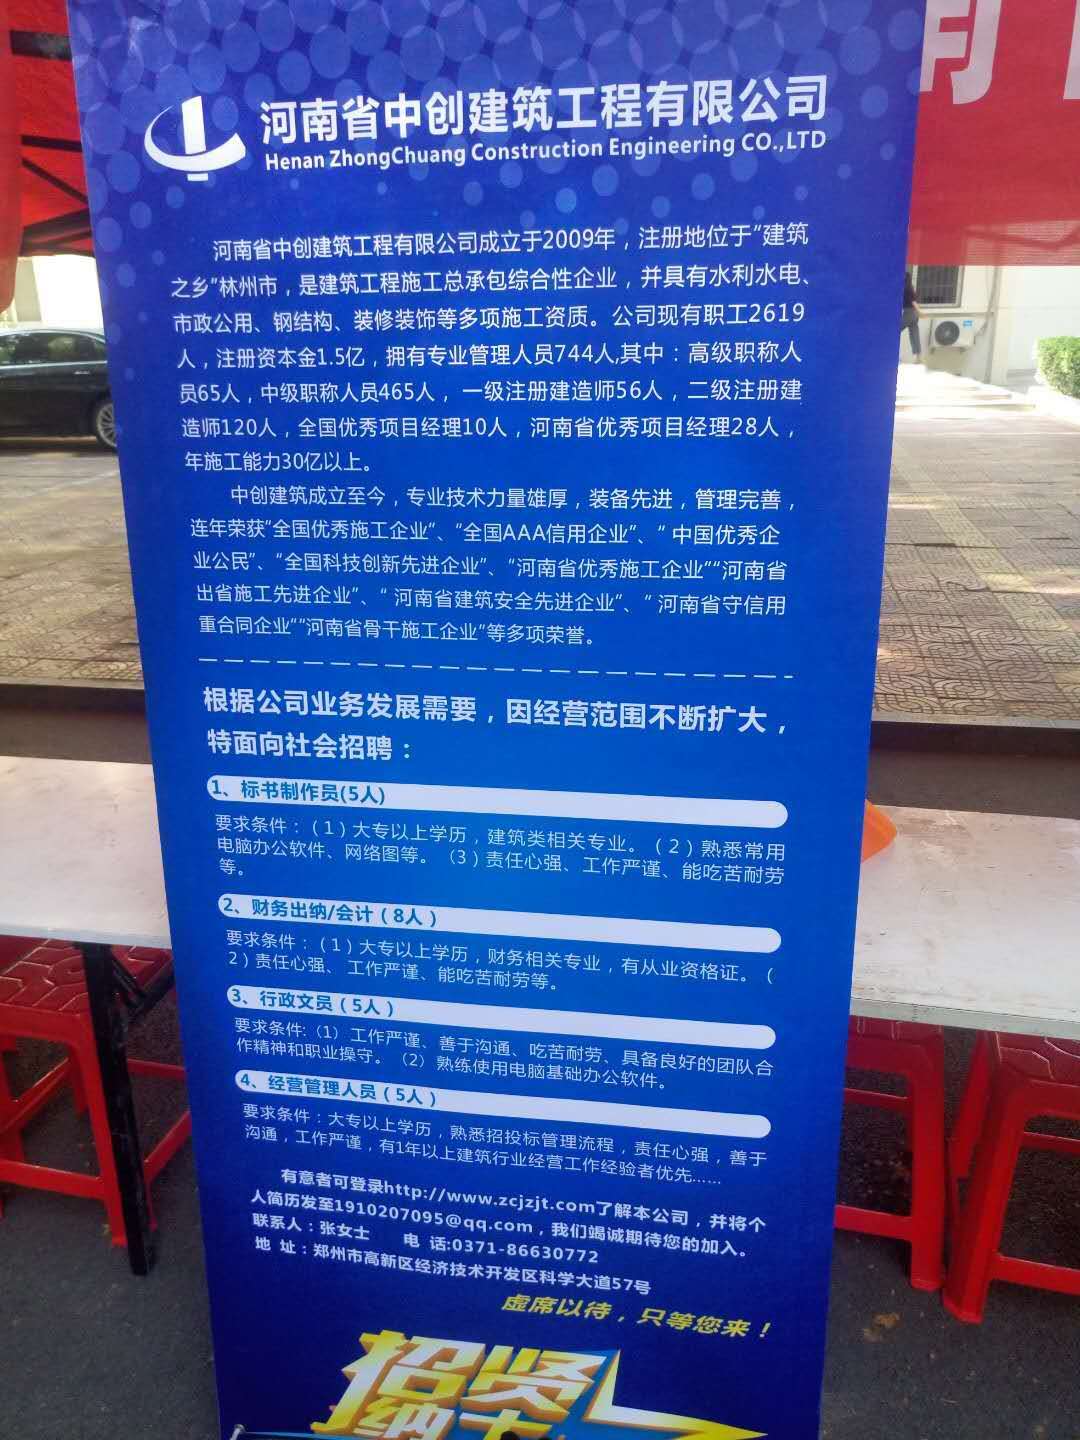 河南省中创建筑工程有限公司
Henan ZhongChuang Construction Engineering CO.,LTD
河南省中创建筑工程有限公司成立于2009年，注册地位于“建筑
之乡”林州市，是建筑工程施工总承包综合性企业，并具有水利水电、
市政公用、钢结构、装修装饰等多项施工资质。公司现有职工2619
人，注册资本金1.5亿，拥有专业管理人员744人,其中：高级职称人
员65人，中级职称人员465人，一级注册建造师56人，二级注册建
造师120人，全国优秀项目经理10人，河南省优秀项目经理28人，
年施工能力30亿以上。
中创建筑成立至今，专业技术力量雄厚，装备先进，管理完善，
连年荣获“全国优秀施工企业”、“全国AAA信用企业”、“ 中国优秀企
业公民”、“全国科技创新先进企业”、“河南省优秀施工企业”“河南省
出省施工先进企业”、“ 河南省建筑安全先进企业”、“ 河南省守信用
重合同企业”“河南省骨干施工企业”等多项荣誉。
根据公司业务发展需要，因经营范围不断扩大，
特面向社会招聘：
1、标书制作员(5人)
要求条件：（1）大专以上学历，建筑类相关专业。（2）熟悉常用
电脑办公软件、网络图等。（3）责任心强、工作严谨、能吃苦耐劳
等。
2、财务出纳/会计（8人）
要求条件：（1）大专以上学历，财务相关专业，有从业资格证。（
2）责任心强、工作严谨、能吃苦耐劳等。
3、行政文员（5人）
要求条件:（1）工作严谨、善于沟通、吃苦耐劳、具备良好的团队合
作精神和职业操守。（2）熟练使用电脑基础办公软件。
4、经营管理人员（5人）
要求条件：大专以上学历，熟悉招投标管理流程，责任心强，善于
沟通，工作严谨，有1年以上建筑行业经营工作经验者优先......
有意者可登录http://www.zcjzjt.com了解本公司，并将个
人简历发至1910207095@qq.com，我们竭诚期待您的加入。
联系人：张女士 电 话:0371-86630772
地 址：郑州市高新区经济技术开发区科学大道57号
虚席以待，只等您来！
招贤
纳士